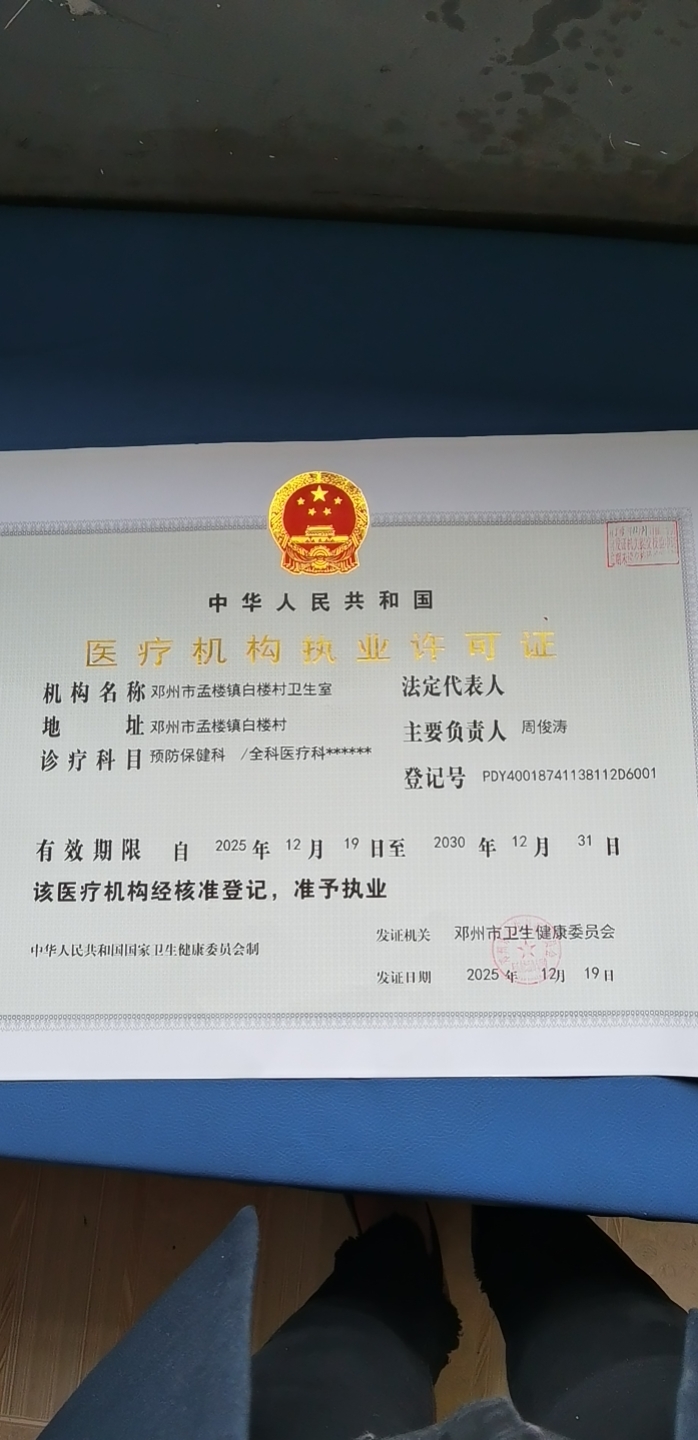 中华人民共和国
医疗机构执业许可证
机构名称 邓州市孟楼镇白楼村卫生室
法定代表人
地址 邓州市孟楼镇白楼村
主要负责人 周俊涛
诊疗科目 预防保健科 /全科医疗科******
登记号 PDY40018741138112D6001
有效期限 自 2025 年 12 月 19 日至 2030 年 12 月 31 日
该医疗机构经核准登记，准予执业
中华人民共和国国家卫生健康委员会制
发证机关 邓州市卫生健康委员会
发证日期 2025 年 12月 19日